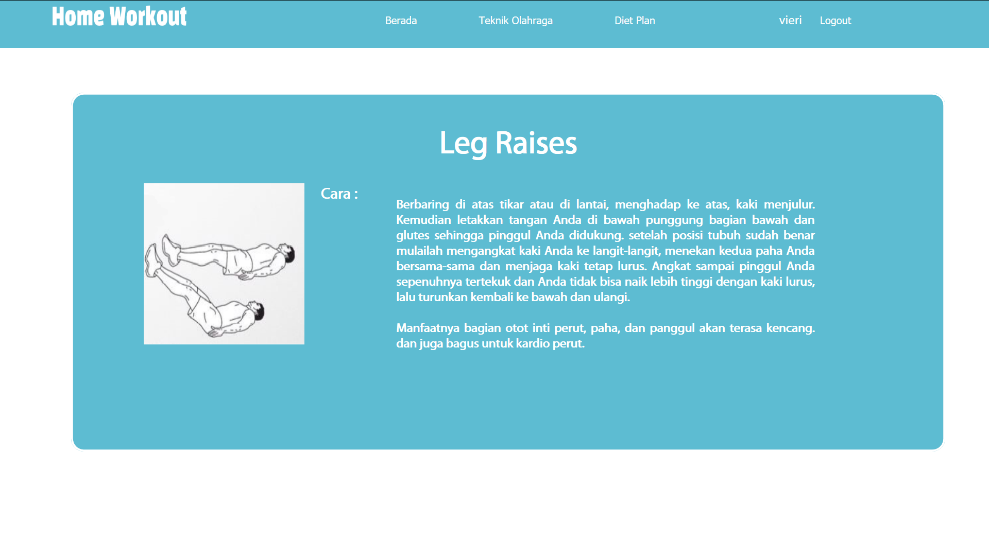 Home Workout
Berada
Teknik Olahraga
Diet Plan
vieri
Logout
Leg Raises
Cara :
Berbaring di atas tikar atau di lantai, menghadap ke atas, kaki menjulur.
Kemudian letakkan tangan Anda di bawah punggung bagian bawah dan
glutes sehingga pinggul Anda didukung. setelah posisi tubuh sudah benar
mulailah mengangkat kaki Anda ke langit-langit, menekan kedua paha Anda
bersama-sama dan menjaga kaki tetap lurus. Angkat sampai pinggul Anda
sepenuhnya tertekuk dan Anda tidak bisa naik lebih tinggi dengan kaki lurus,
lalu turunkan kembali ke bawah dan ulangi.
Manfaatnya bagian otot inti perut, paha, dan panggul akan terasa kencang.
dan juga bagus untuk kardio perut.